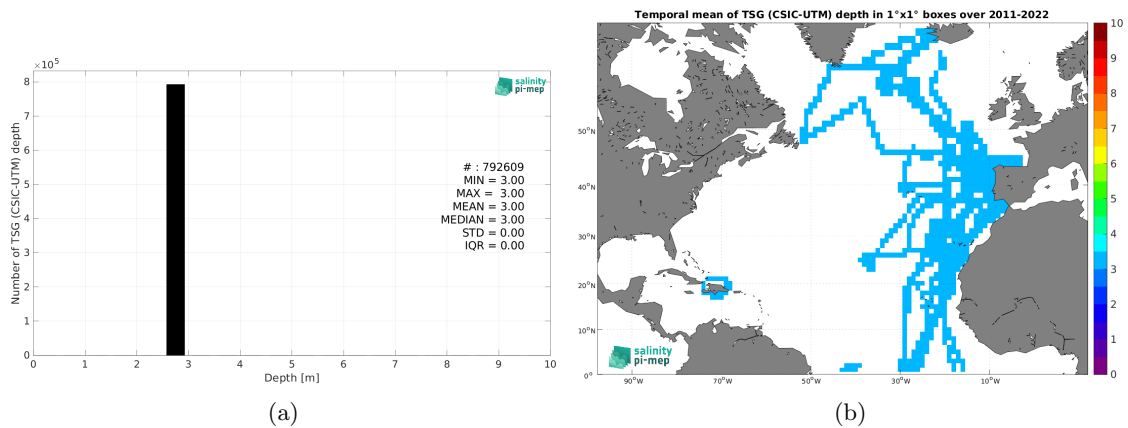 ×10⁵
8
7
6
5
4
3
2
1
0
Number of TSG (CSIC-UTM) depth
salinity
pi-mep
# : 792609
MIN = 3.00
MAX = 3.00
MEAN = 3.00
MEDIAN = 3.00
STD = 0.00
IQR = 0.00
0 1 2 3 4 5 6 7 8 9 10
Depth [m]
(a)
Temporal mean of TSG (CSIC-UTM) depth in 1°x1° boxes over 2011-2022
50°N
40°N
30°N
20°N
10°N
0°
90°W 70°W 50°W 30°W 10°W
salinity
pi-mep
10
9
8
7
6
5
4
3
2
1
0
(b)